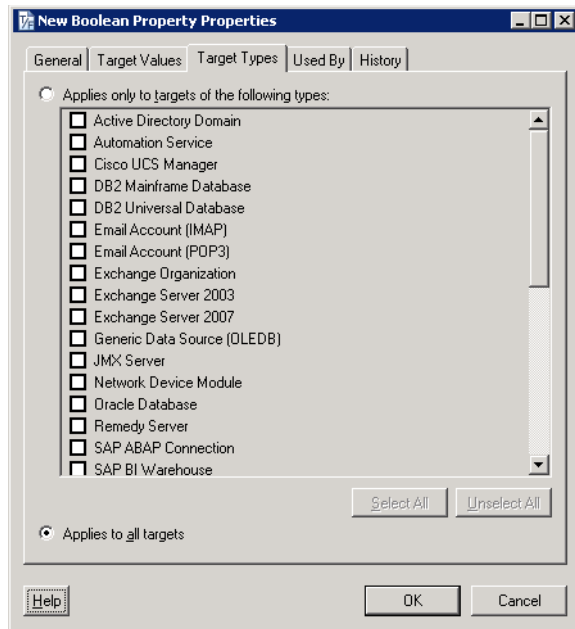 T/F New Boolean Property Properties
General Target Values Target Types Used By History
Applies only to targets of the following types:
Active Directory Domain
Automation Service
Cisco UCS Manager
DB2 Mainframe Database
DB2 Universal Database
Email Account (IMAP)
Email Account (POP3)
Exchange Organization
Exchange Server 2003
Exchange Server 2007
Generic Data Source (OLEDB)
JMX Server
Network Device Module
Oracle Database
Remedy Server
SAP ABAP Connection
SAP BI Warehouse
Select All Unselect All
Applies to all targets
Help OK Cancel